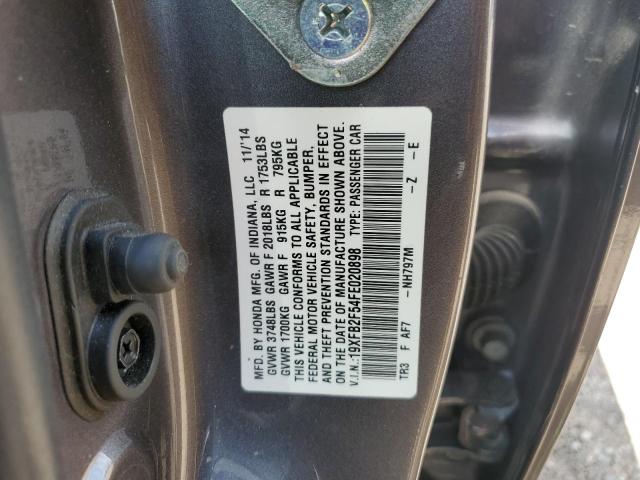 MFD. BY HONDA MFG. OF INDIANA, LLC 11/'14
GVWR 3748LBS GAWR F 2018LBS R 1753LBS
GVWR 1700KG GAWR F 915KG R 795KG
THIS VEHICLE CONFORMS TO ALL APPLICABLE
FEDERAL MOTOR VEHICLE SAFETY, BUMPER,
AND THEFT PREVENTION STANDARDS IN EFFECT
ON THE DATE OF MANUFACTURE SHOWN ABOVE.
V.I.N.:19XFB2F54FE020898 TYPE: PASSENGER CAR
TR3 F AF7 -NH797M -Z -E